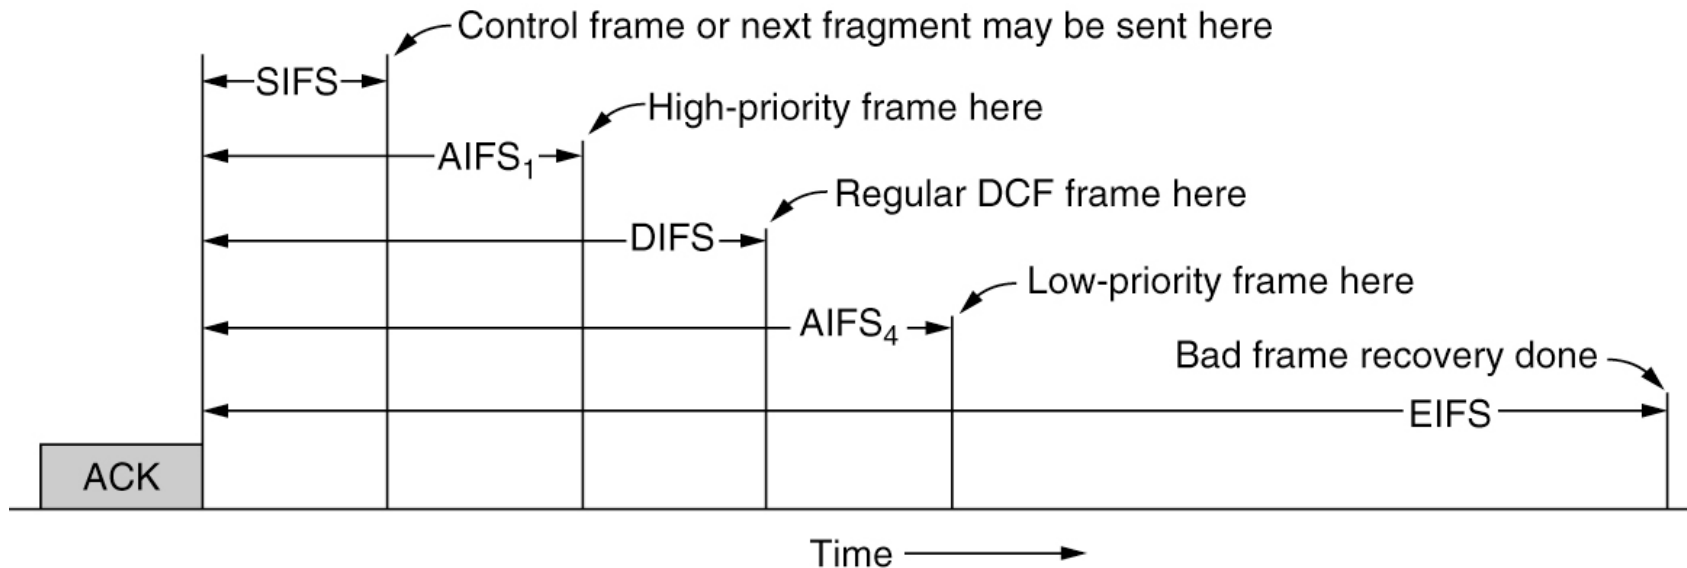 Control frame or next fragment may be sent here
SIFS
High-priority frame here
AIFS₁
Regular DCF frame here
DIFS
Low-priority frame here
AIFS₄
Bad frame recovery done
EIFS
ACK
Time